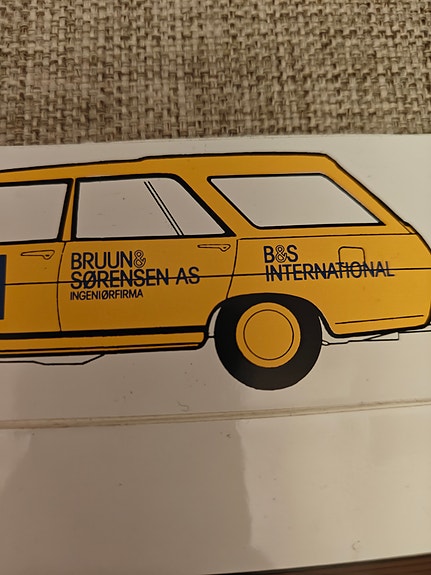 BRUUN&
SØRENSEN AS
INGENIØRFIRMA
B&S
INTERNATIONAL